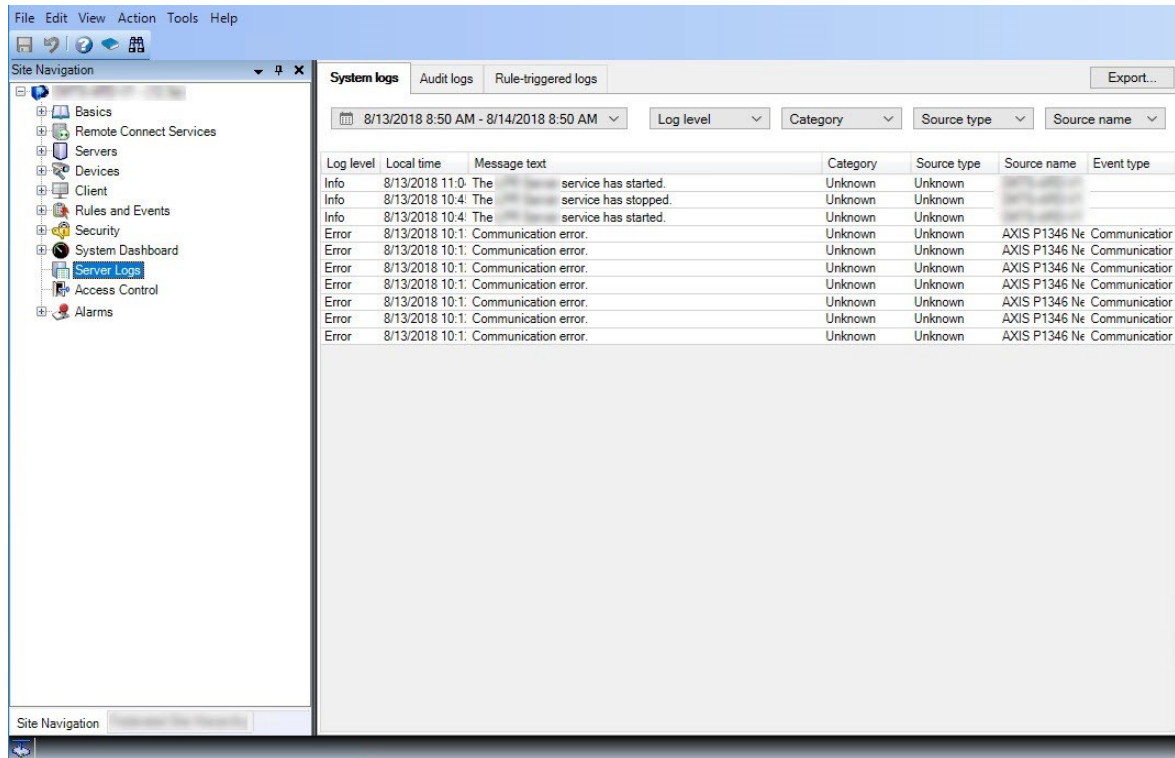 File Edit View Action Tools Help
Site Navigation
Basics
Remote Connect Services
Servers
Devices
Client
Rules and Events
Security
System Dashboard
Server Logs
Access Control
Alarms
Site Navigation
System logs Audit logs Rule-triggered logs Export...
8/13/2018 8:50 AM - 8/14/2018 8:50 AM Log level Category Source type Source name
Log level Local time Message text Category Source type Source name Event type
Info 8/13/2018 11:0 The service has started. Unknown Unknown
Info 8/13/2018 10:4 The service has stopped. Unknown Unknown
Info 8/13/2018 10:4 The service has started. Unknown Unknown
Error 8/13/2018 10:1 Communication error. Unknown Unknown AXIS P1346 Ne Communication
Error 8/13/2018 10:1 Communication error. Unknown Unknown AXIS P1346 Ne Communication
Error 8/13/2018 10:1 Communication error. Unknown Unknown AXIS P1346 Ne Communication
Error 8/13/2018 10:1 Communication error. Unknown Unknown AXIS P1346 Ne Communication
Error 8/13/2018 10:1 Communication error. Unknown Unknown AXIS P1346 Ne Communication
Error 8/13/2018 10:1 Communication error. Unknown Unknown AXIS P1346 Ne Communication
Error 8/13/2018 10:1 Communication error. Unknown Unknown AXIS P1346 Ne Communication